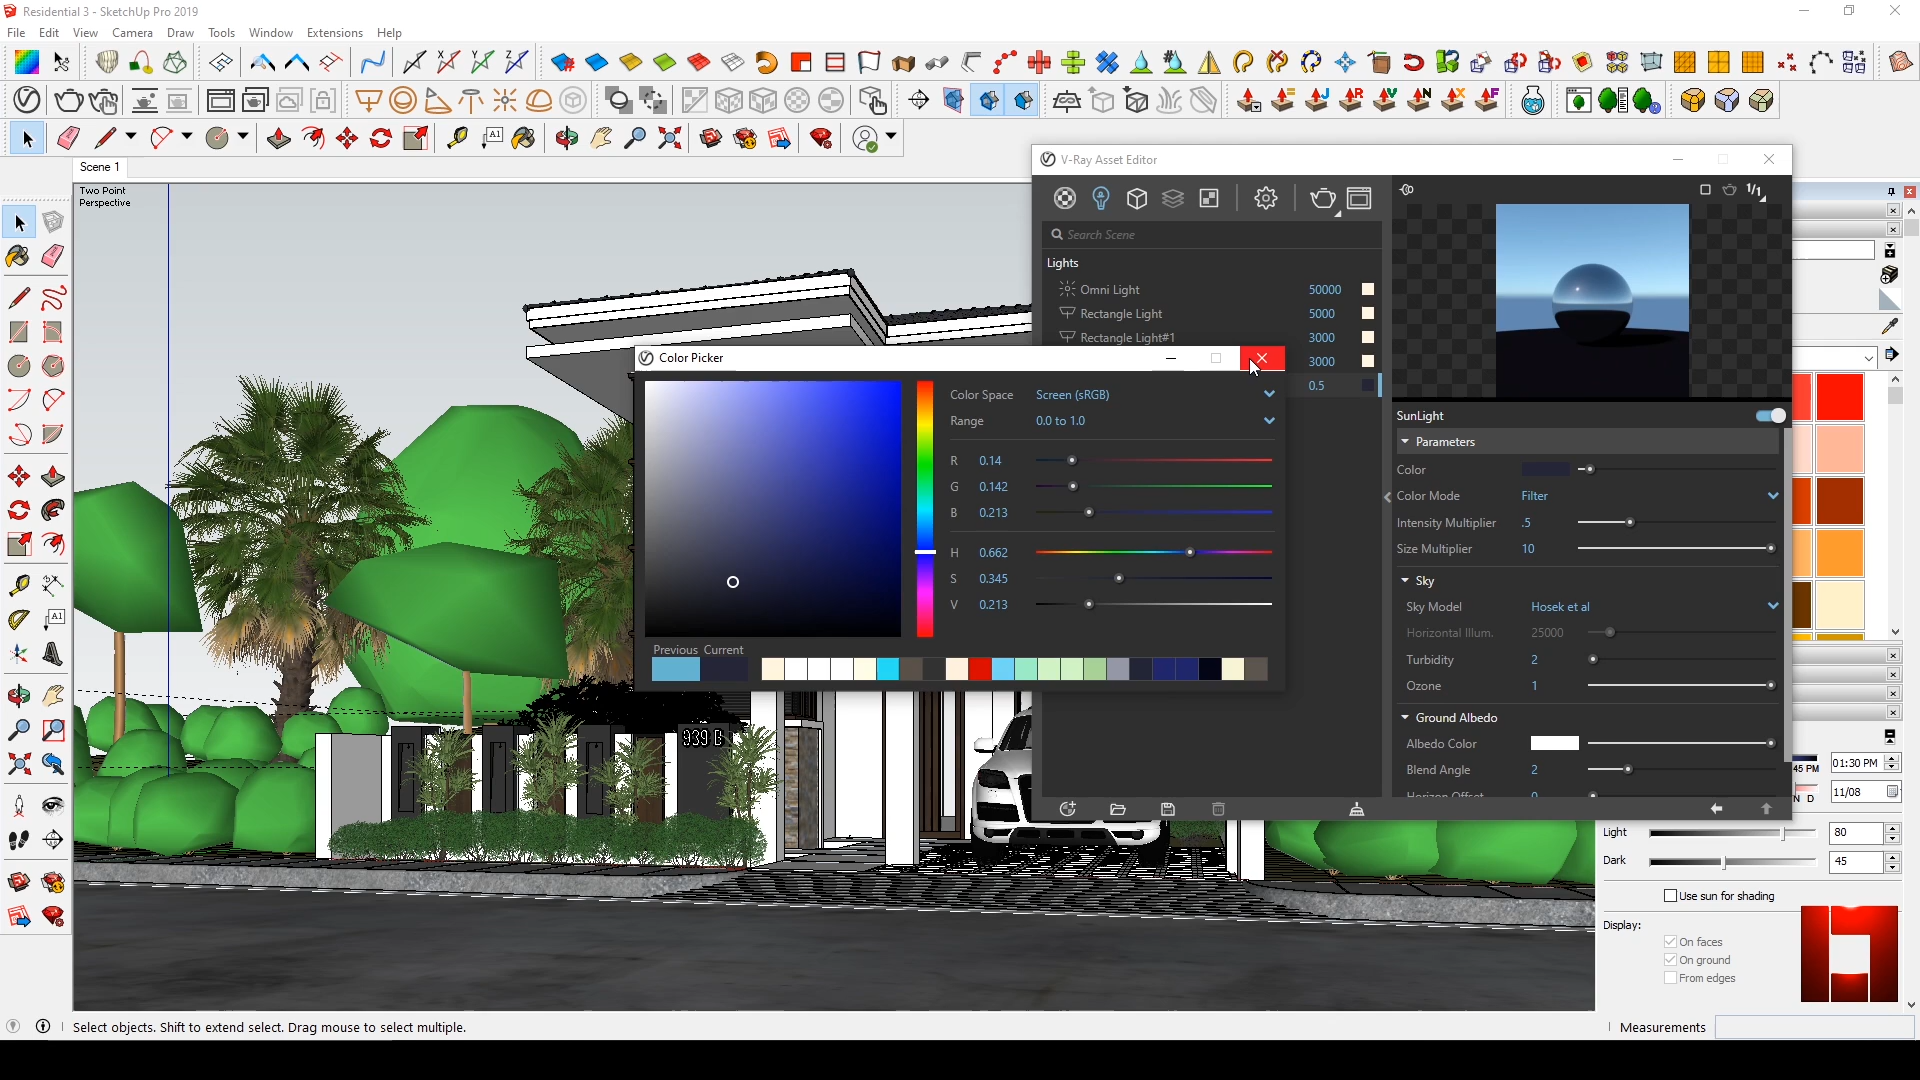 Residential 3 - SketchUp Pro 2019
File Edit View Camera Draw Tools Window Extensions Help
Scene 1
Two Point
Perspective
V-Ray Asset Editor
1/1
Search Scene
Lights
Omni Light 50000
Rectangle Light 5000
Rectangle Light#1 3000
3000
0.5
Color Picker
Color Space Screen (sRGB)
Range 0.0 to 1.0
R 0.14
G 0.142
B 0.213
H 0.662
S 0.345
V 0.213
Previous Current
SunLight
Parameters
Color
Color Mode Filter
Intensity Multiplier .5
Size Multiplier 10
Sky
Sky Model Hosek et al
Horizontal Illum. 25000
Turbidity 2
Ozone 1
Ground Albedo
Albedo Color
Blend Angle 2
Horizon Offset 0
939 B
45 PM 01:30 PM
N D 11/08
Light 80
Dark 45
Use sun for shading
Display:
On faces
On ground
From edges
Select objects. Shift to extend select. Drag mouse to select multiple.
Measurements